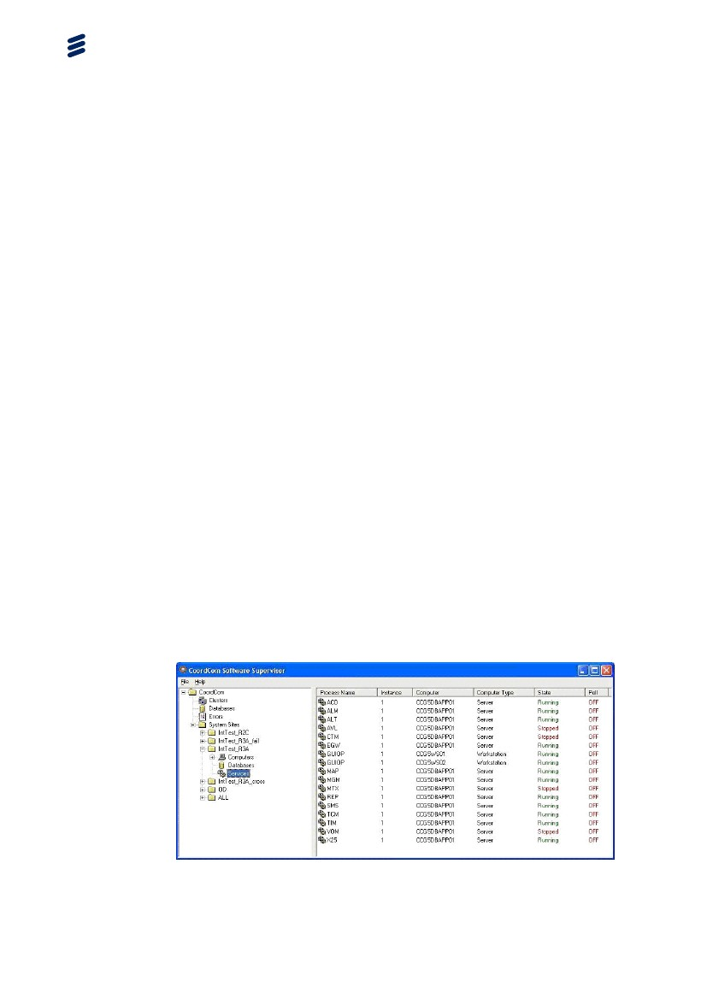 CoordCom Software Supervisor
File Help
CoordCom
Clusters
Databases
Errors
System Sites
IntTest_R2C
IntTest_R3A_fail
IntTest_R3A
Computers
Databases
Services
IntTest_R3A_cross
OD
ALL
Process Name Instance Computer Computer Type State Poll
ACD 1 CCG5DBAPP01 Server Running OFF
ALM 1 CCG5DBAPP01 Server Running OFF
ALT 1 CCG5DBAPP01 Server Running OFF
AVL 1 CCG5DBAPP01 Server Stopped OFF
CTM 1 CCG5DBAPP01 Server Stopped OFF
EGW 1 CCG5DBAPP01 Server Running OFF
GUIOP 1 CCG5WS01 Workstation Running OFF
GUIOP 1 CCG5WS02 Workstation Running OFF
MAP 1 CCG5DBAPP01 Server Running OFF
MGM 1 CCG5DBAPP01 Server Running OFF
MTX 1 CCG5DBAPP01 Server Stopped OFF
REP 1 CCG5DBAPP01 Server Running OFF
SMS 1 CCG5DBAPP01 Server Running OFF
TCM 1 CCG5DBAPP01 Server Running OFF
TIM 1 CCG5DBAPP01 Server Running OFF
VOM 1 CCG5DBAPP01 Server Stopped OFF
X25 1 CCG5DBAPP01 Server Running OFF